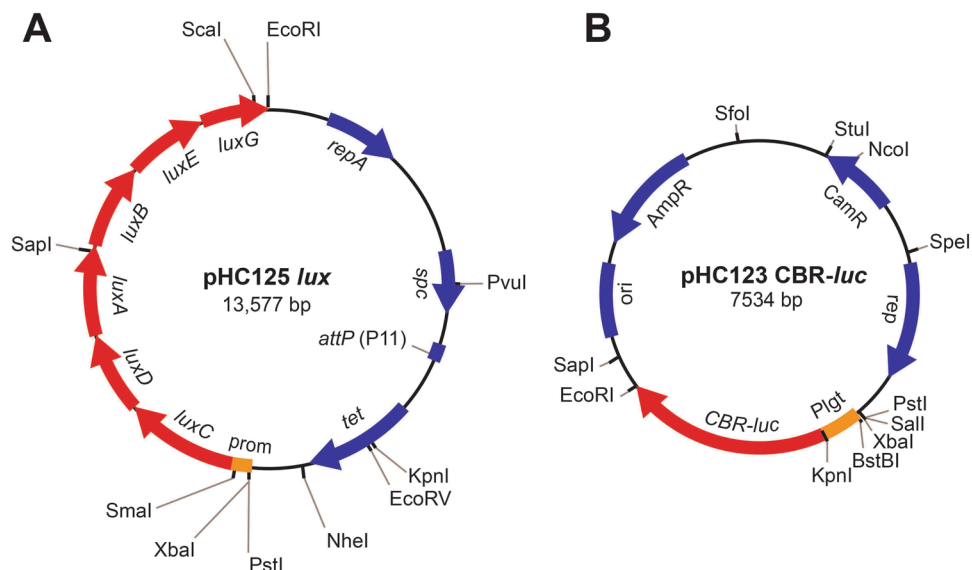 A
ScaI
EcoRI
luxG
luxE
luxB
luxA
luxD
luxC
prom
repA
spc
PvuI
attP (P11)
tet
KpnI
EcoRV
NheI
PstI
XbaI
SmaI
SapI
pHC125 lux
13,577 bp
B
SfoI
StuI
NcoI
CamR
AmpR
SpeI
rep
ori
pHC123 CBR-luc
7534 bp
SapI
EcoRI
CBR-luc
Plgt
PstI
SalI
XbaI
BstBI
KpnI